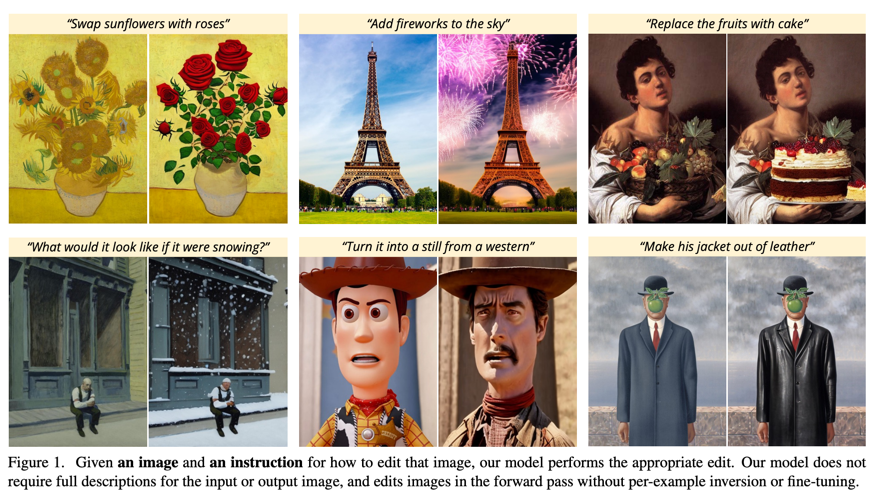 “Swap sunflowers with roses”
“Add fireworks to the sky”
“Replace the fruits with cake”
“What would it look like if it were snowing?”
“Turn it into a still from a western”
“Make his jacket out of leather”
Figure 1. Given an image and an instruction for how to edit that image, our model performs the appropriate edit. Our model does not
require full descriptions for the input or output image, and edits images in the forward pass without per-example inversion or fine-tuning.